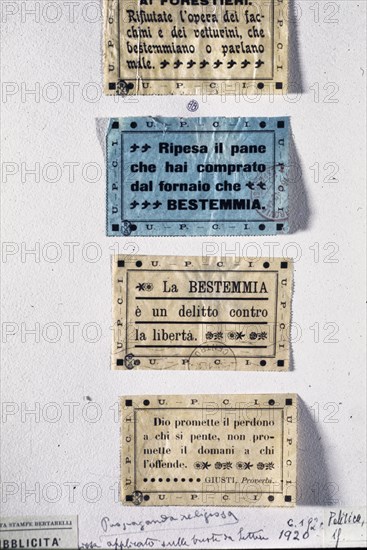 AI FORESTIERI.
Rifiutate l'opera dei fac-
chini e dei vetturini, che
bestemmiano o parlano
male.
U P C I
U P C I
Ripesa il pane
che hai comprato
dal fornaio che
BESTEMMIA.
U P C I
U P C I
La BESTEMMIA
è un delitto contro
la libertà.
U P C I
U P C I
Dio promette il perdono
a chi si pente, non pro-
mette il domani a chi
l'offende.
GIUSTI, Proverbi.
U P C I
Propaganda religiosa
TA STAMPE BERTARELLI
BBLICITÀ
applicato sulle buste di lettere
1920
PHOTO12